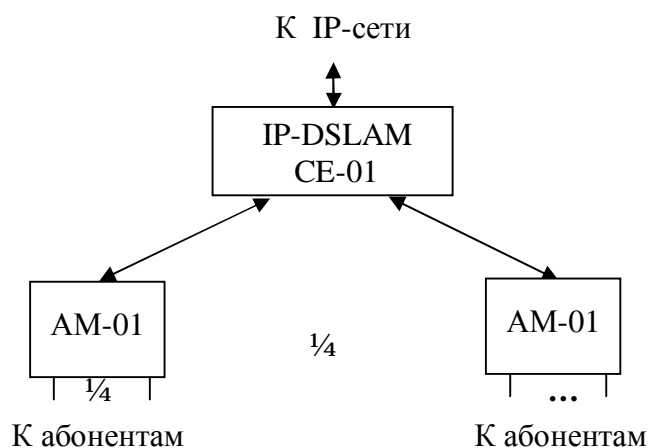 К IP-сети
IP-DSLAM
CE-01
AM-01
AM-01
¼
¼
...
К абонентам
К абонентам